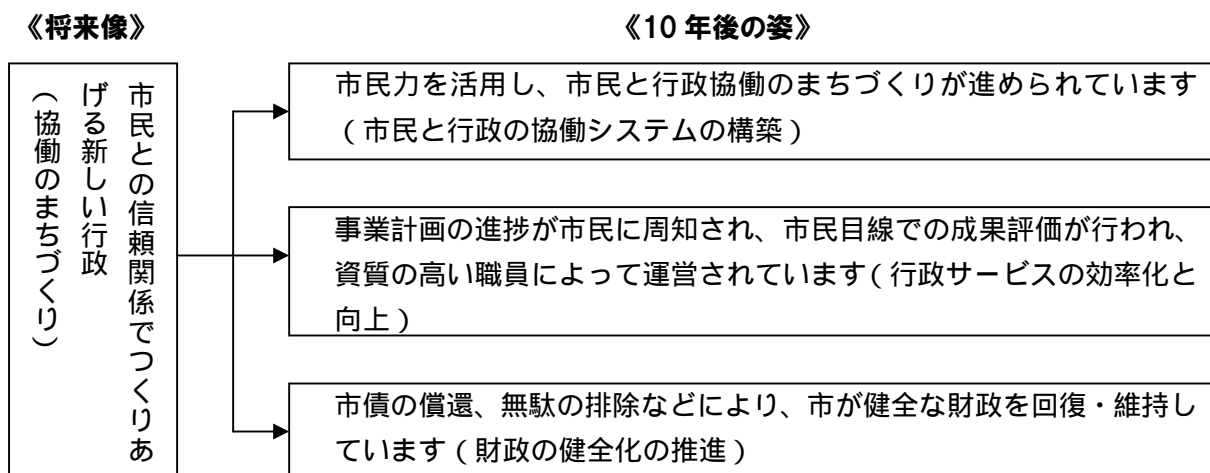 《将来像》
《10 年後の姿》
市民との信頼関係でつくりあ
げる新しい行政
（協働のまちづくり）
市民力を活用し、市民と行政協働のまちづくりが進められています
（市民と行政の協働システムの構築）
事業計画の進捗が市民に周知され、市民目線での成果評価が行われ、
資質の高い職員によって運営されています（行政サービスの効率化と
向上）
市債の償還、無駄の排除などにより、市が健全な財政を回復・維持し
ています（財政の健全化の推進）